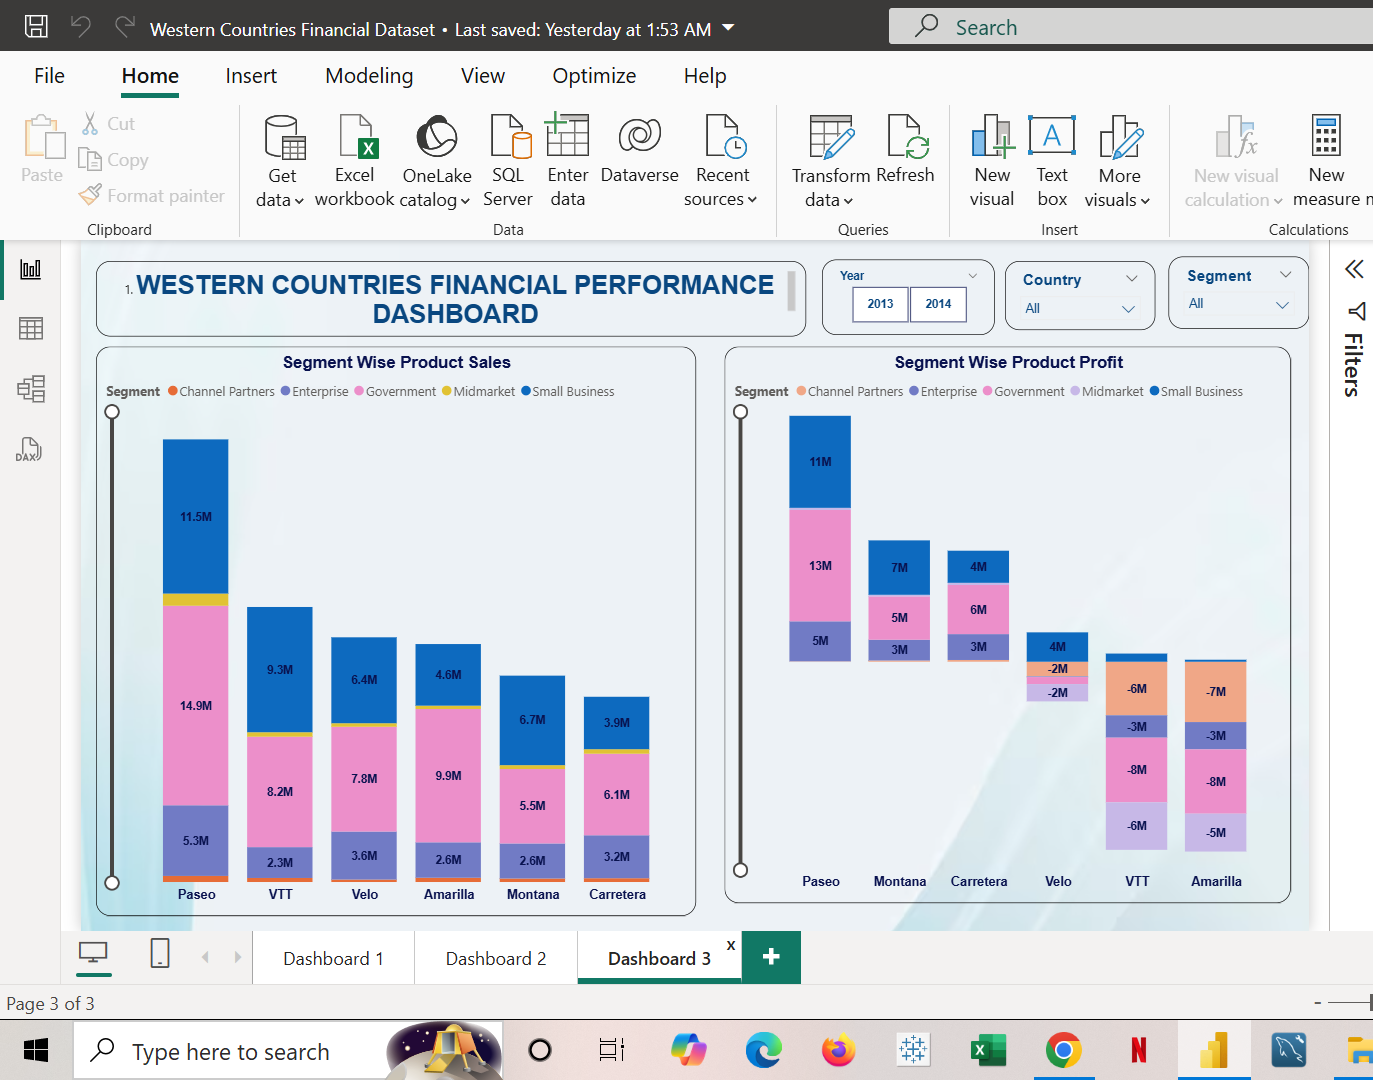 Western Countries Financial Dataset • Last saved: Yesterday at 1:53 AM
Search
File Home Insert Modeling View Optimize Help
Paste
Cut
Copy
Format painter
Clipboard
Get data
Excel workbook
OneLake catalog
SQL Server
Enter data
Dataverse
Recent sources
Data
Transform data
Refresh
Queries
New visual
Text box
More visuals
Insert
New visual calculation
New measure
Calculations
1. WESTERN COUNTRIES FINANCIAL PERFORMANCE
DASHBOARD
Year
2013 2014
Country
All
Segment
All
Filters
Segment Wise Product Sales
Segment Channel Partners Enterprise Government Midmarket Small Business
11.5M
14.9M
5.3M
9.3M
8.2M
2.3M
6.4M
7.8M
3.6M
4.6M
9.9M
2.6M
6.7M
5.5M
2.6M
3.9M
6.1M
3.2M
Paseo VTT Velo Amarilla Montana Carretera
Segment Wise Product Profit
Segment Channel Partners Enterprise Government Midmarket Small Business
11M
13M
5M
7M
5M
3M
4M
6M
3M
4M
-2M
-2M
-6M
-3M
-8M
-6M
-7M
-3M
-8M
-5M
Paseo Montana Carretera Velo VTT Amarilla
Dashboard 1 Dashboard 2 Dashboard 3 x +
Page 3 of 3
Type here to search